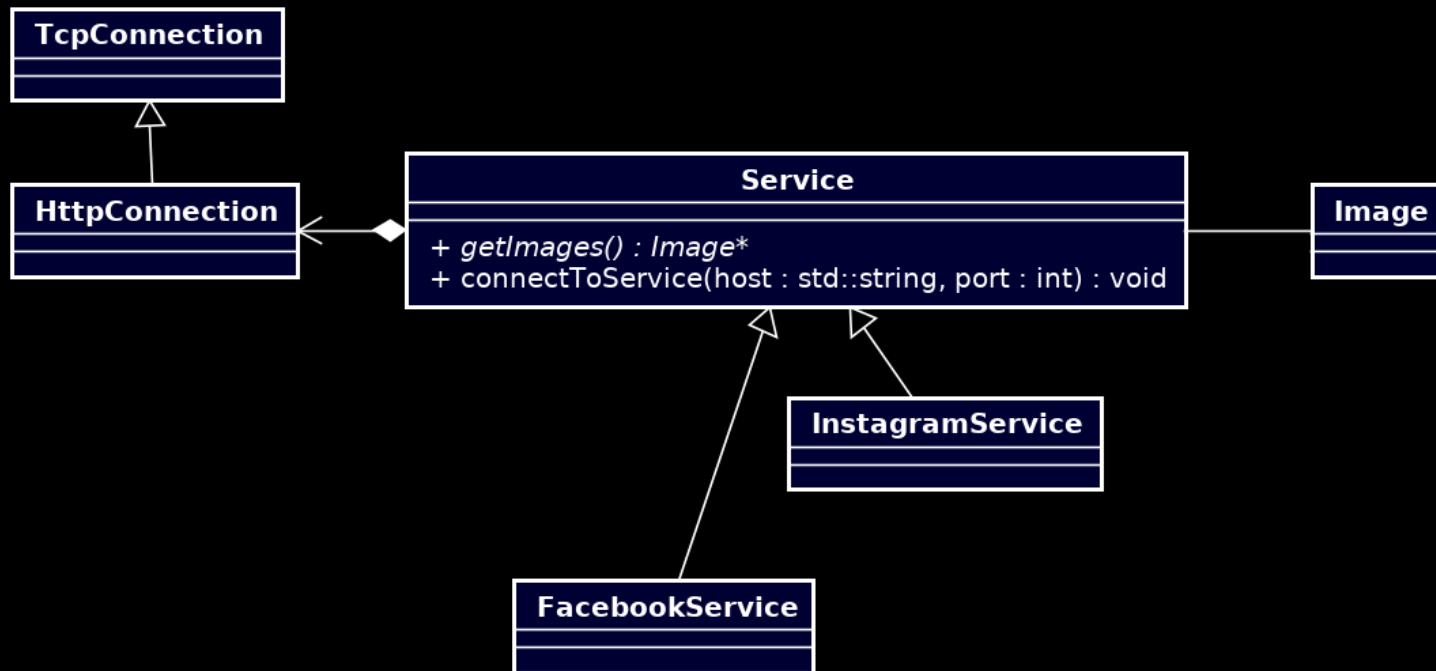 TcpConnection
HttpConnection
Service
+ getImages() : Image*
+ connectToService(host : std::string, port : int) : void
Image
InstagramService
FacebookService